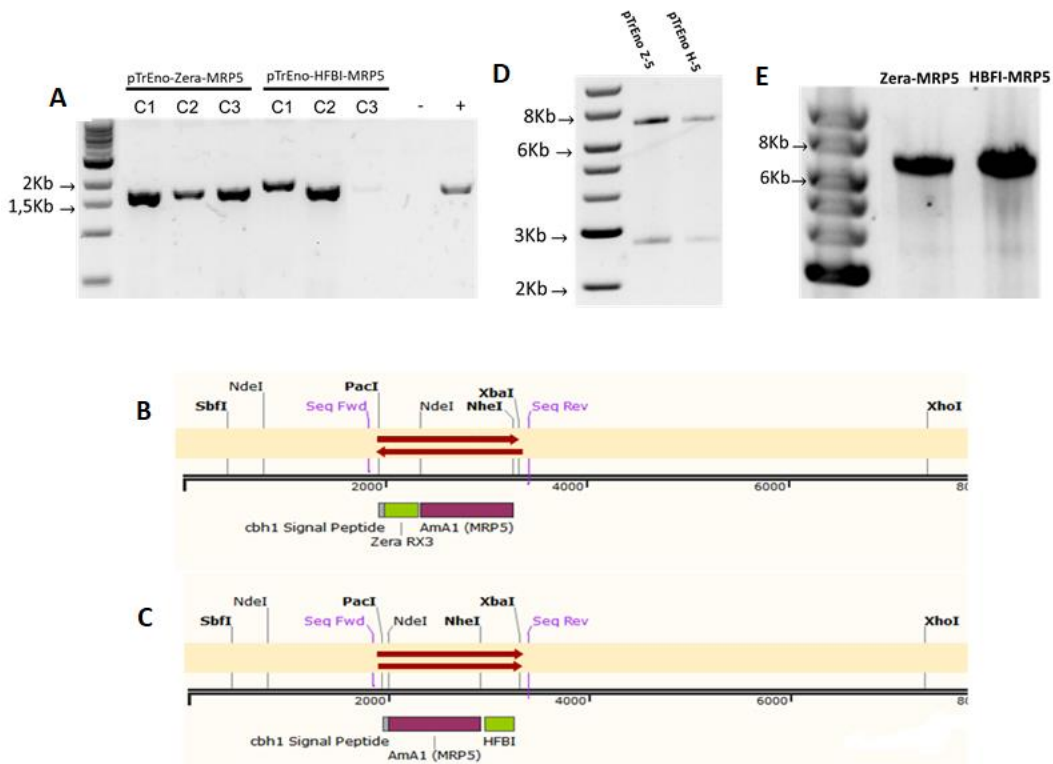 A
pTrEno-Zera-MRP5 pTrEno-HFBI-MRP5
C1 C2 C3 C1 C2 C3 - +
2Kb
1,5Kb
D
pTrEno Z-5 pTrEno H-5
8Kb
6Kb
3Kb
2Kb
E
Zera-MRP5 HBFI-MRP5
8Kb
6Kb
B
SbfI NdeI Seq Fwd PacI NdeI NheI XbaI Seq Rev XhoI
2000 4000 6000 80
cbh1 Signal Peptide AmA1 (MRP5)
Zera RX3
C
SbfI NdeI Seq Fwd PacI NdeI NheI XbaI Seq Rev XhoI
2000 4000 6000 80
cbh1 Signal Peptide HFBI
AmA1 (MRP5)